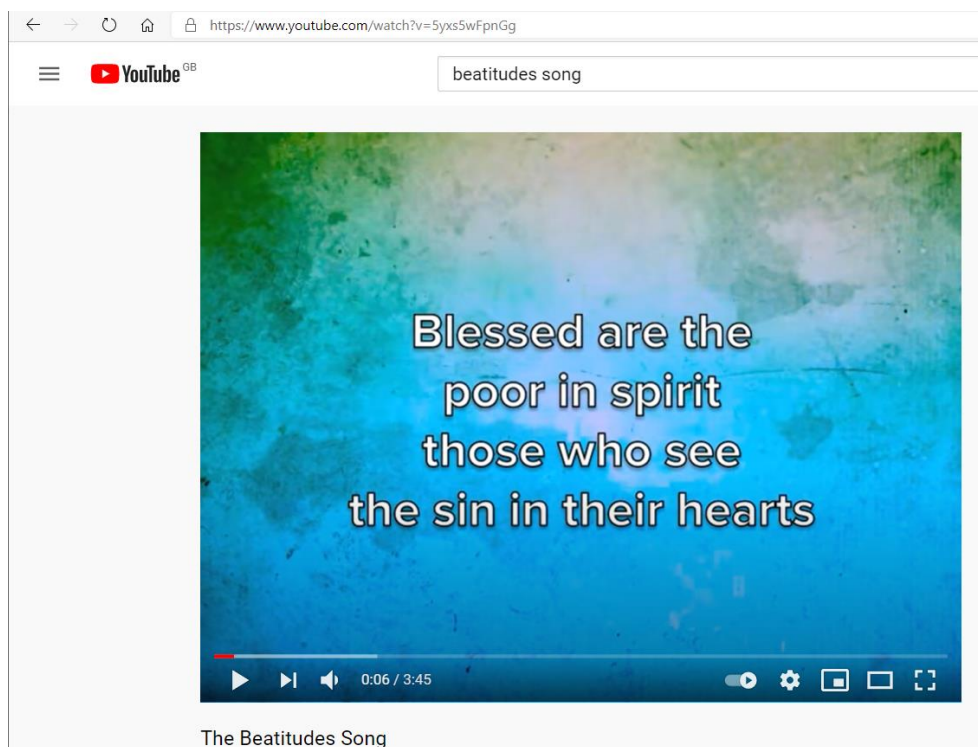 https://www.youtube.com/watch?v=5yxs5wFpnGg
YouTube GB
beatitudes song
Blessed are the
poor in spirit
those who see
the sin in their hearts
0:06 / 3:45
The Beatitudes Song